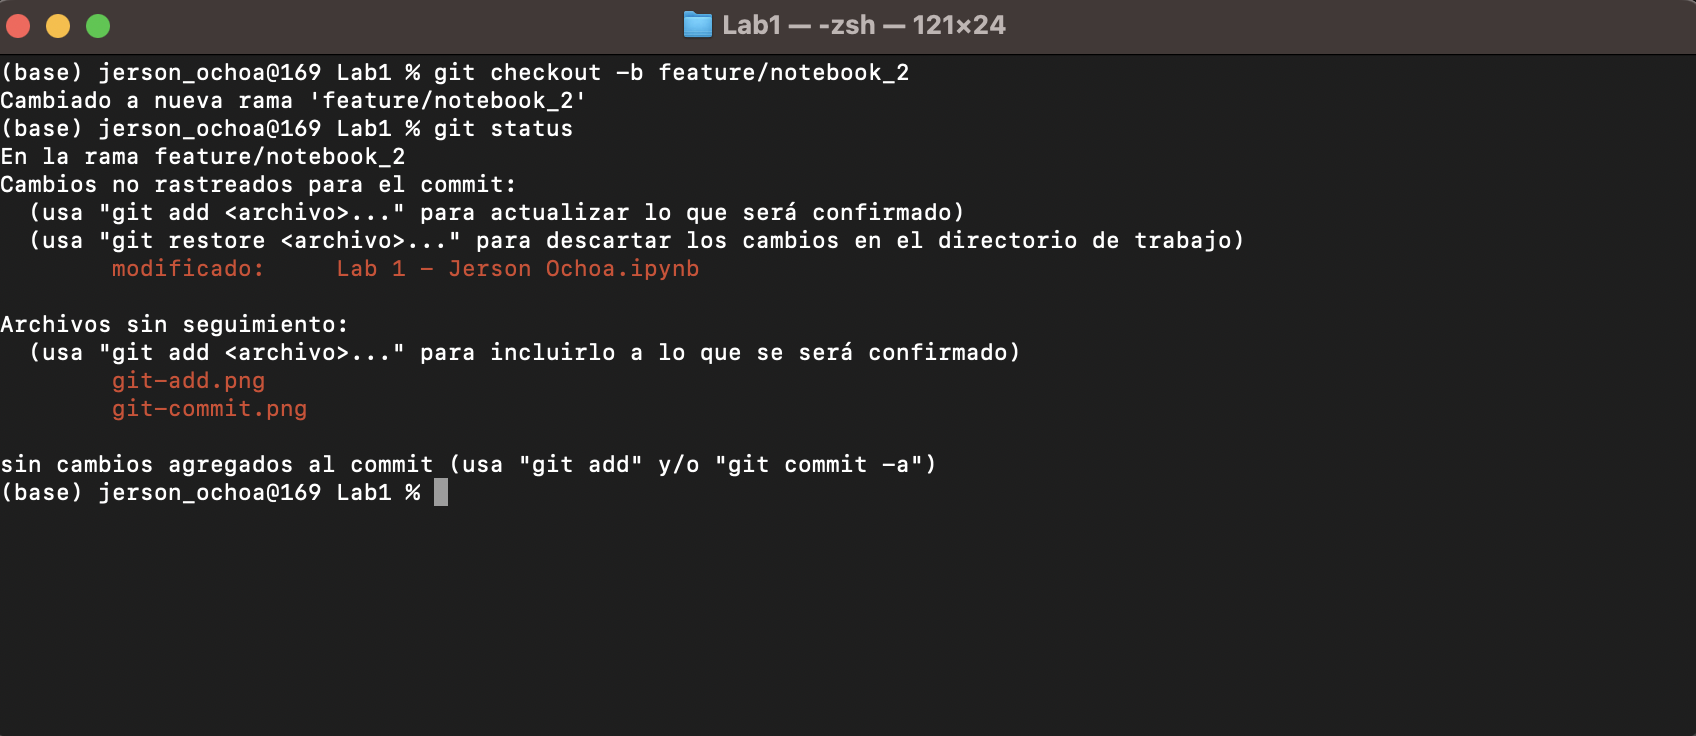 Lab1 — -zsh — 121×24
(base) jerson_ochoa@169 Lab1 % git checkout -b feature/notebook_2
Cambiado a nueva rama 'feature/notebook_2'
(base) jerson_ochoa@169 Lab1 % git status
En la rama feature/notebook_2
Cambios no rastreados para el commit:
  (usa "git add <archivo>..." para actualizar lo que será confirmado)
  (usa "git restore <archivo>..." para descartar los cambios en el directorio de trabajo)
        modificado:     Lab 1 - Jerson Ochoa.ipynb
Archivos sin seguimiento:
  (usa "git add <archivo>..." para incluirlo a lo que se será confirmado)
        git-add.png
        git-commit.png
sin cambios agregados al commit (usa "git add" y/o "git commit -a")
(base) jerson_ochoa@169 Lab1 %